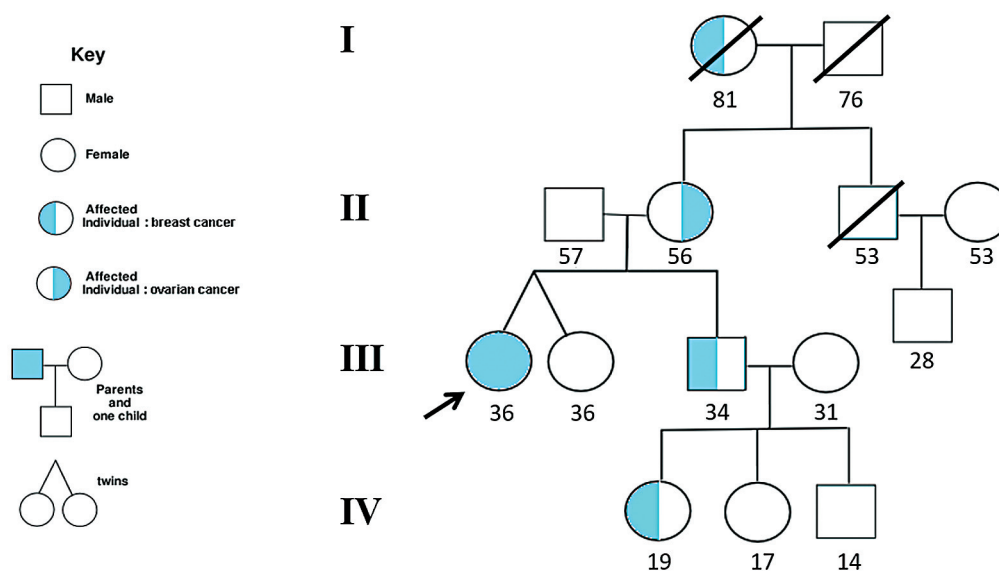 Key
Male
Female
Affected
Individual : breast cancer
Affected
Individual : ovarian cancer
Parents
and
one child
twins
I
81 76
II
57 56 53 53
III
36 36 34 31 28
IV
19 17 14